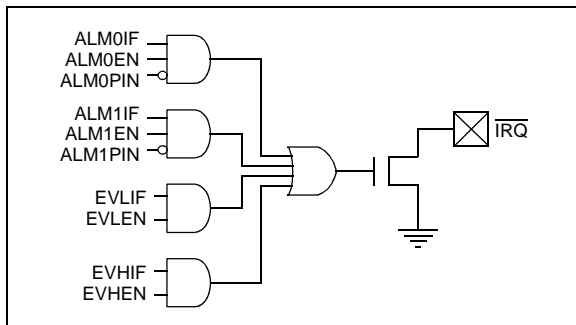 ALM0IF
ALM0EN
ALM0PIN
ALM1IF
ALM1EN
ALM1PIN
EVLIF
EVLEN
EVHIF
EVHEN
IRQ